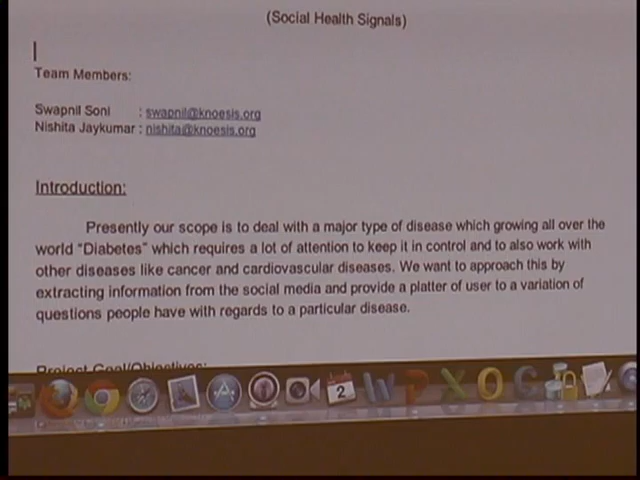 (Social Health Signals)
Team Members:
Swapnil Soni : swapnil@knoesis.org
Nishita Jaykumar : nishita@knoesis.org
Introduction:
Presently our scope is to deal with a major type of disease which growing all over the
world "Diabetes" which requires a lot of attention to keep it in control and to also work with
other diseases like cancer and cardiovascular diseases. We want to approach this by
extracting information from the social media and provide a platter of user to a variation of
questions people have with regards to a particular disease.
Project Goal/Objectives:
2